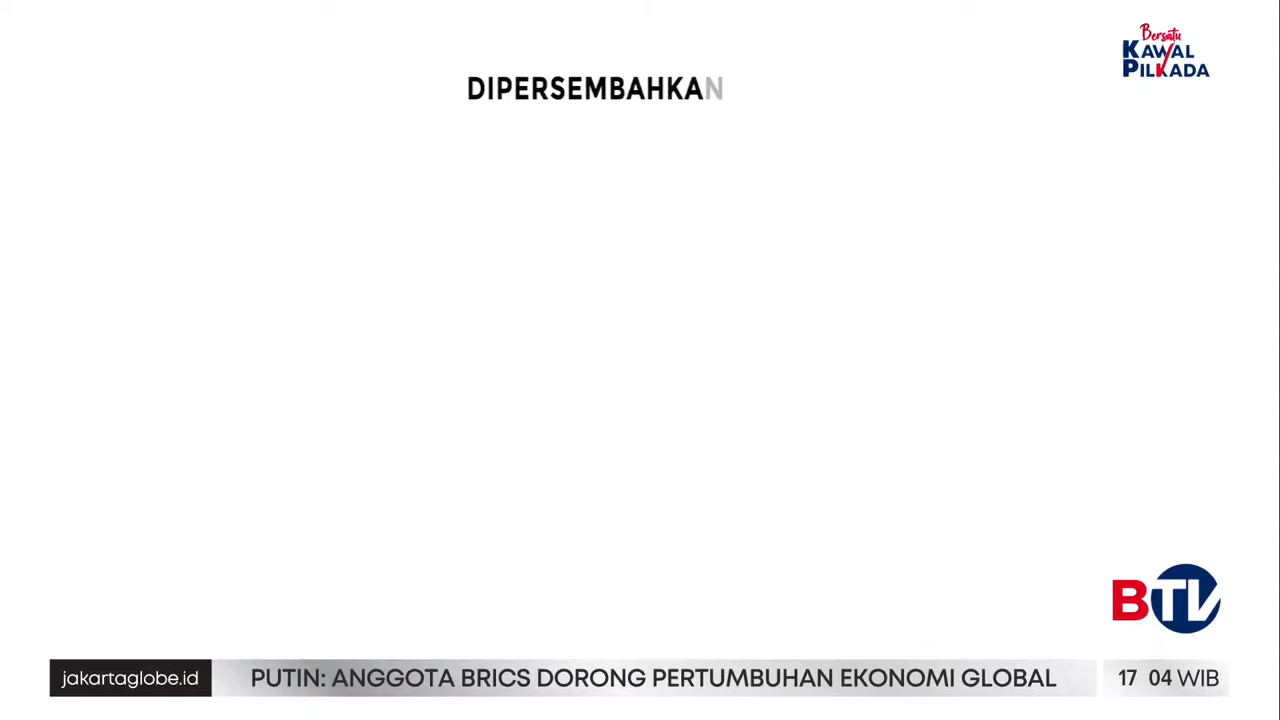 Bersatu
KAWAL
PILKADA
DIPERSEMBAHKAN
BTV
jakartaglobe.id
PUTIN: ANGGOTA BRICS DORONG PERTUMBUHAN EKONOMI GLOBAL
17 04 WIB